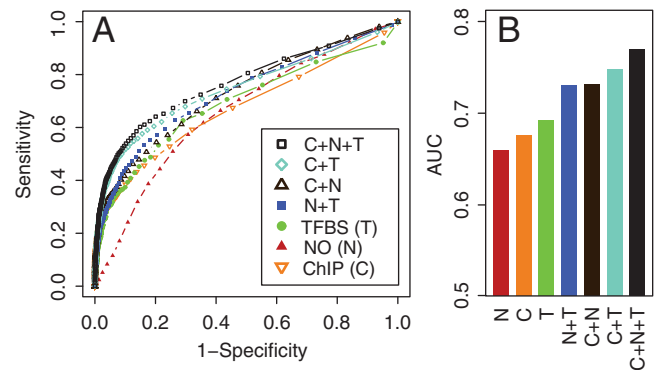 A
Sensitivity
1.0
0.8
0.6
0.4
0.2
0.0
C+N+T
C+T
C+N
N+T
TFBS (T)
NO (N)
ChIP (C)
0.0 0.2 0.4 0.6 0.8 1.0
1−Specificity
B
AUC
0.8
0.7
0.6
0.5
N C T N+T C+N C+T C+N+T